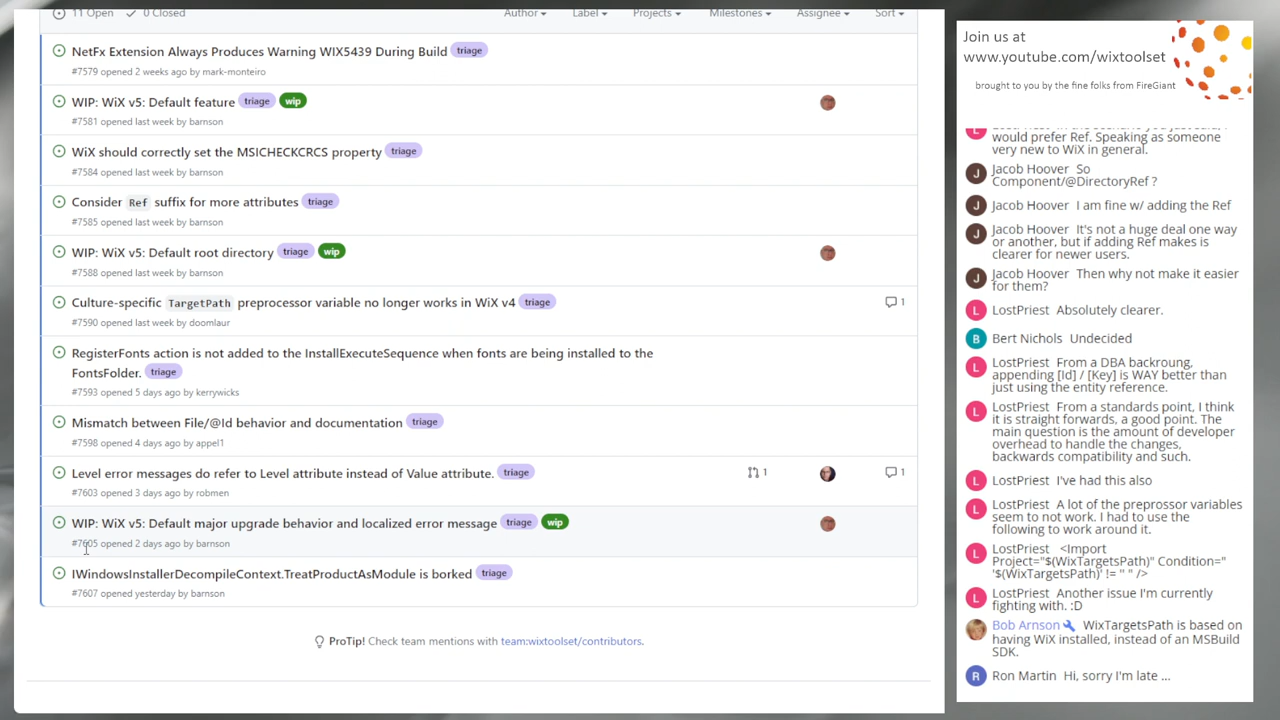 11 Open 0 Closed
Author Label Projects Milestones Assignee Sort
NetFx Extension Always Produces Warning WIX5439 During Build triage
#7579 opened 2 weeks ago by mark-monteiro
WIP: WiX v5: Default feature triage wip
#7581 opened last week by barnson
WiX should correctly set the MSICHECKCRCS property triage
#7584 opened last week by barnson
Consider Ref suffix for more attributes triage
#7585 opened last week by barnson
WIP: WiX v5: Default root directory triage wip
#7588 opened last week by barnson
Culture-specific TargetPath preprocessor variable no longer works in WiX v4 triage 1
#7590 opened last week by doomlaur
RegisterFonts action is not added to the InstallExecuteSequence when fonts are being installed to the
FontsFolder. triage
#7593 opened 5 days ago by kerrywicks
Mismatch between File/@Id behavior and documentation triage
#7598 opened 4 days ago by appel1
Level error messages do refer to Level attribute instead of Value attribute. triage 1 1
#7603 opened 3 days ago by robmen
WIP: WiX v5: Default major upgrade behavior and localized error message triage wip
#7605 opened 2 days ago by barnson
IWindowsInstallerDecompileContext.TreatProductAsModule is borked triage
#7607 opened yesterday by barnson
ProTip! Check team mentions with team:wixtoolset/contributors.
Join us at
www.youtube.com/wixtoolset
brought to you by the fine folks from FireGiant
would prefer Ref. Speaking as someone
very new to WiX in general.
J Jacob Hoover So
Component/@DirectoryRef ?
J Jacob Hoover I am fine w/ adding the Ref
J Jacob Hoover It's not a huge deal one way
or another, but if adding Ref makes is
clearer for newer users.
J Jacob Hoover Then why not make it easier
for them?
L LostPriest Absolutely clearer.
B Bert Nichols Undecided
L LostPriest From a DBA backroung,
appending [Id] / [Key] is WAY better than
just using the entity reference.
L LostPriest From a standards point, I think
it is straight forwards, a good point. The
main question is the amount of developer
overhead to handle the changes,
backwards compatibility and such.
L LostPriest I've had this also
L LostPriest A lot of the preprossor variables
seem to not work. I had to use the
following to work around it.
L LostPriest <Import
Project="$(WixTargetsPath)" Condition="
'$(WixTargetsPath)' != '' " />
L LostPriest Another issue I'm currently
fighting with. :D
Bob Arnson WixTargetsPath is based on
having WiX installed, instead of an MSBuild
SDK.
R Ron Martin Hi, sorry I'm late ...